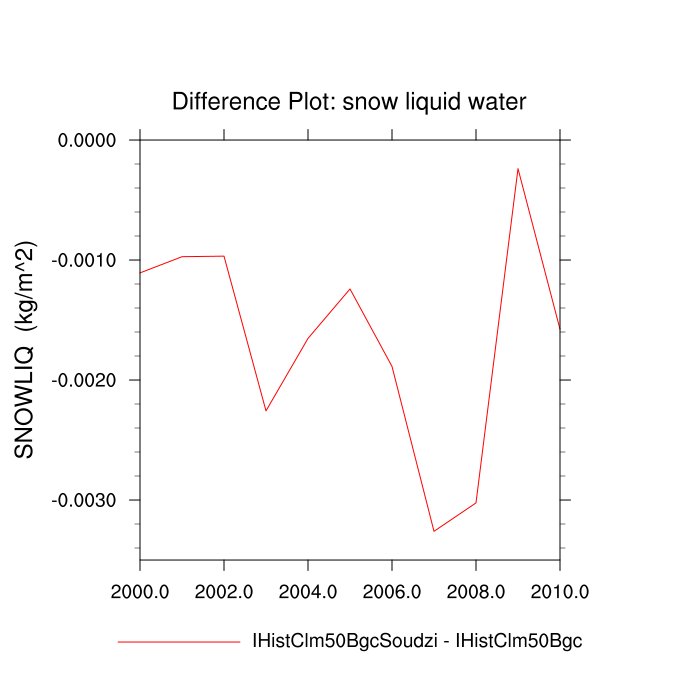 Difference Plot: snow liquid water
0.0000
-0.0010
-0.0020
-0.0030
SNOWLIQ (kg/m^2)
2000.0 2002.0 2004.0 2006.0 2008.0 2010.0
IHistClm50BgcSoudzi - IHistClm50Bgc